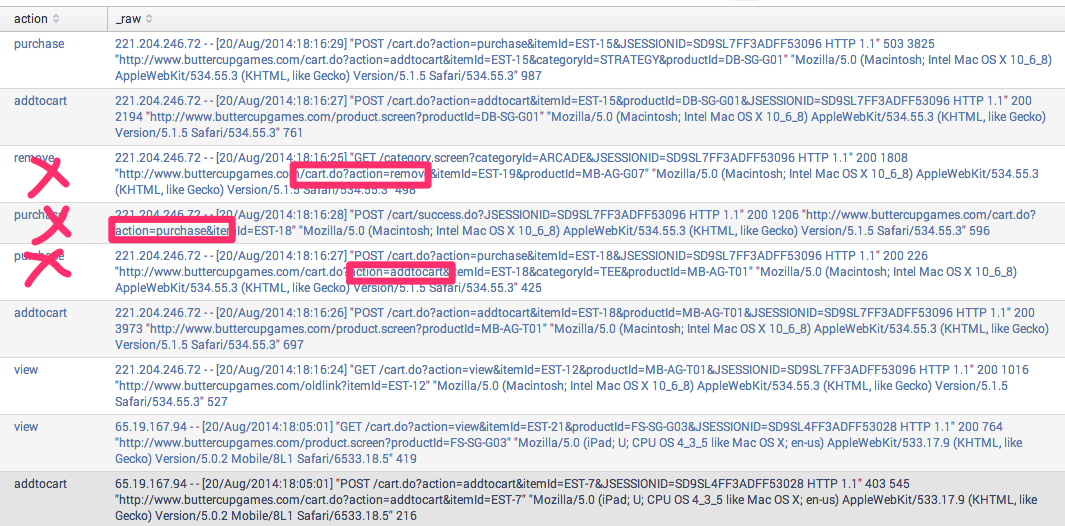 action _raw
purchase 221.204.246.72 - - [20/Aug/2014:18:16:29] "POST /cart.do?action=purchase&itemId=EST-15&JSESSIONID=SD9SL7FF3ADFF53096 HTTP 1.1" 503 3825
"http://www.buttercupgames.com/cart.do?action=addtocart&itemId=EST-15&categoryId=STRATEGY&productId=DB-SG-G01" "Mozilla/5.0 (Macintosh; Intel Mac OS X 10_6_8)
AppleWebKit/534.55.3 (KHTML, like Gecko) Version/5.1.5 Safari/534.55.3" 987
addtocart 221.204.246.72 - - [20/Aug/2014:18:16:27] "POST /cart.do?action=addtocart&itemId=EST-15&productId=DB-SG-G01&JSESSIONID=SD9SL7FF3ADFF53096 HTTP 1.1" 200
2194 "http://www.buttercupgames.com/product.screen?productId=DB-SG-G01" "Mozilla/5.0 (Macintosh; Intel Mac OS X 10_6_8) AppleWebKit/534.55.3 (KHTML, like Gecko)
Version/5.1.5 Safari/534.55.3" 761
remove 221.204.246.72 - - [20/Aug/2014:18:16:25] "GET /category.screen?categoryId=ARCADE&JSESSIONID=SD9SL7FF3ADFF53096 HTTP 1.1" 200 1808
"http://www.buttercupgames.com/cart.do?action=remove&itemId=EST-19&productId=MB-AG-G07" "Mozilla/5.0 (Macintosh; Intel Mac OS X 10_6_8) AppleWebKit/534.55.3
(KHTML, like Gecko) Version/5.1.5 Safari/534.55.3" 498
purchase 221.204.246.72 - - [20/Aug/2014:18:16:28] "POST /cart/success.do?JSESSIONID=SD9SL7FF3ADFF53096 HTTP 1.1" 200 1206 "http://www.buttercupgames.com/cart.do?
action=purchase&itemId=EST-18" "Mozilla/5.0 (Macintosh; Intel Mac OS X 10_6_8) AppleWebKit/534.55.3 (KHTML, like Gecko) Version/5.1.5 Safari/534.55.3" 596
purchase 221.204.246.72 - - [20/Aug/2014:18:16:27] "POST /cart.do?action=purchase&itemId=EST-18&JSESSIONID=SD9SL7FF3ADFF53096 HTTP 1.1" 200 226
"http://www.buttercupgames.com/cart.do?action=addtocart&itemId=EST-18&categoryId=TEE&productId=MB-AG-T01" "Mozilla/5.0 (Macintosh; Intel Mac OS X 10_6_8)
AppleWebKit/534.55.3 (KHTML, like Gecko) Version/5.1.5 Safari/534.55.3" 425
addtocart 221.204.246.72 - - [20/Aug/2014:18:16:26] "POST /cart.do?action=addtocart&itemId=EST-18&productId=MB-AG-T01&JSESSIONID=SD9SL7FF3ADFF53096 HTTP 1.1" 200
3973 "http://www.buttercupgames.com/product.screen?productId=MB-AG-T01" "Mozilla/5.0 (Macintosh; Intel Mac OS X 10_6_8) AppleWebKit/534.55.3 (KHTML, like Gecko)
Version/5.1.5 Safari/534.55.3" 697
view 221.204.246.72 - - [20/Aug/2014:18:16:24] "GET /cart.do?action=view&itemId=EST-12&productId=MB-AG-T01&JSESSIONID=SD9SL7FF3ADFF53096 HTTP 1.1" 200 1016
"http://www.buttercupgames.com/oldlink?itemId=EST-12" "Mozilla/5.0 (Macintosh; Intel Mac OS X 10_6_8) AppleWebKit/534.55.3 (KHTML, like Gecko) Version/5.1.5
Safari/534.55.3" 527
view 65.19.167.94 - - [20/Aug/2014:18:05:01] "GET /cart.do?action=view&itemId=EST-21&productId=FS-SG-G03&JSESSIONID=SD9SL4FF3ADFF53028 HTTP 1.1" 200 764
"http://www.buttercupgames.com/product.screen?productId=FS-SG-G03" "Mozilla/5.0 (iPad; U; CPU OS 4_3_5 like Mac OS X; en-us) AppleWebKit/533.17.9 (KHTML, like
Gecko) Version/5.0.2 Mobile/8L1 Safari/6533.18.5" 419
addtocart 65.19.167.94 - - [20/Aug/2014:18:05:01] "POST /cart.do?action=addtocart&itemId=EST-7&JSESSIONID=SD9SL4FF3ADFF53028 HTTP 1.1" 403 545
"http://www.buttercupgames.com/cart.do?action=addtocart&itemId=EST-7" "Mozilla/5.0 (iPad; U; CPU OS 4_3_5 like Mac OS X; en-us) AppleWebKit/533.17.9 (KHTML, like
Gecko) Version/5.0.2 Mobile/8L1 Safari/6533.18.5" 216